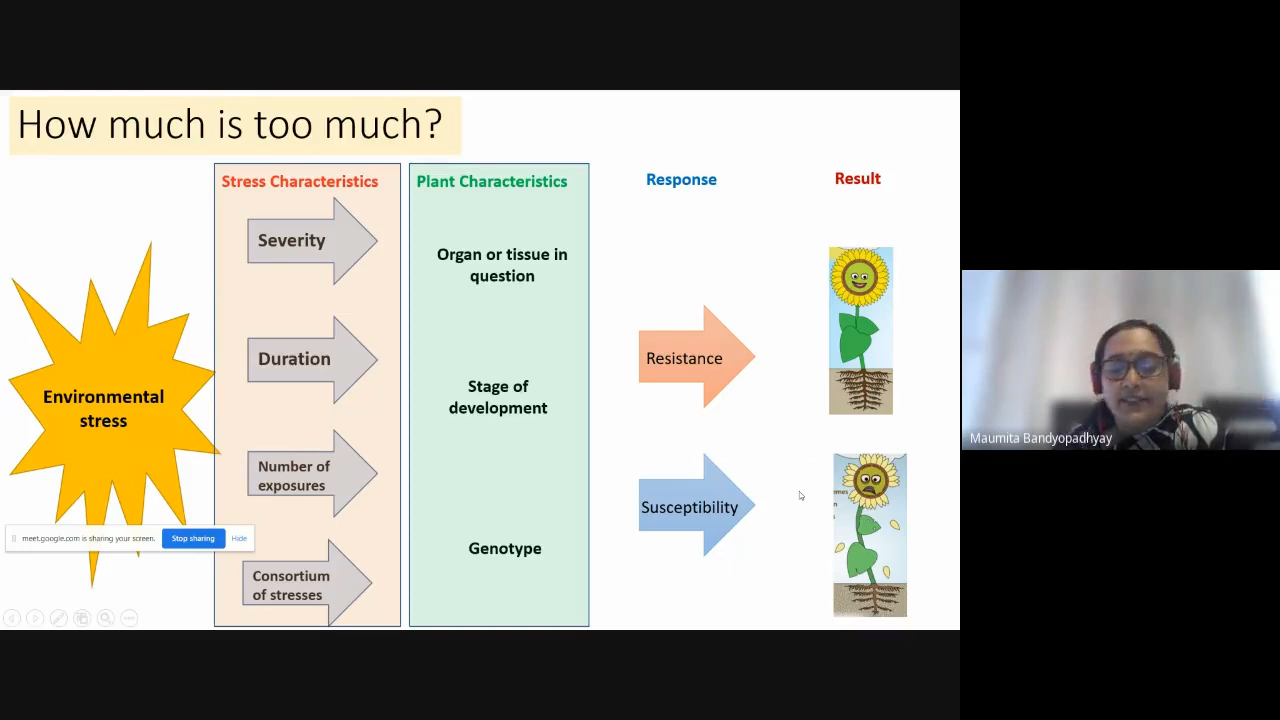 How much is too much?
Stress Characteristics
Plant Characteristics
Response
Result
Severity
Duration
Number of
exposures
Consortium
of stresses
Organ or tissue in
question
Stage of
development
Genotype
Resistance
Susceptibility
Environmental
stress
meet.google.com is sharing your screen.
Stop sharing
Hide
Maumita Bandyopadhyay